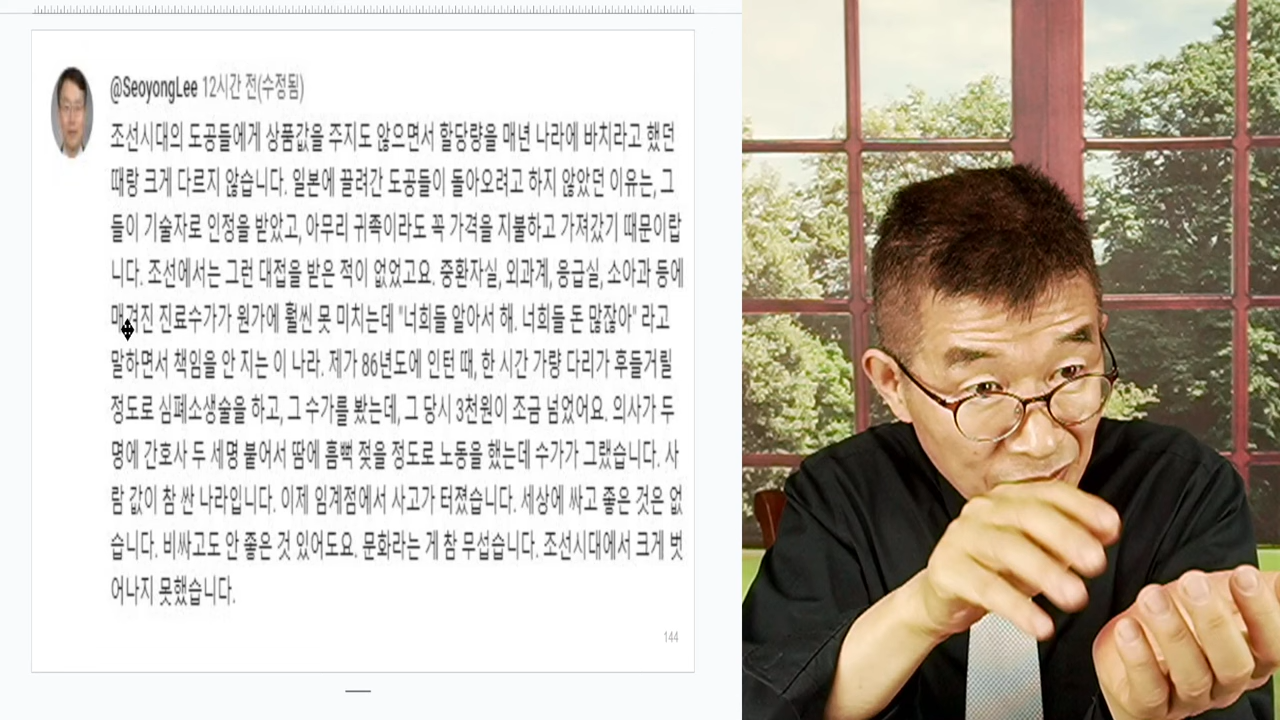 @SeoyongLee 12시간 전(수정됨)
조선시대의 도공들에게 상품값을 주지도 않으면서 할당량을 매년 나라에 바치라고 했던
때랑 크게 다르지 않습니다. 일본에 끌려간 도공들이 돌아오려고 하지 않았던 이유는, 그
들이 기술자로 인정을 받았고, 아무리 귀족이라도 꼭 가격을 지불하고 가져갔기 때문이랍
니다. 조선에서는 그런 대접을 받은 적이 없었고요. 중환자실, 외과계, 응급실, 소아과 등에
매겨진 진료수가가 원가에 훨씬 못 미치는데 "너희들 알아서 해. 너희들 돈 많잖아" 라고
말하면서 책임을 안 지는 이 나라. 제가 86년도에 인턴 때, 한 시간 가량 다리가 후들거릴
정도로 심폐소생술을 하고, 그 수가를 봤는데, 그 당시 3천원이 조금 넘었어요. 의사가 두
명에 간호사 두 세명 붙어서 땀에 흠뻑 젖을 정도로 노동을 했는데 수가가 그랬습니다. 사
람 값이 참 싼 나라입니다. 이제 임계점에서 사고가 터졌습니다. 세상에 싸고 좋은 것은 없
습니다. 비싸고도 안 좋은 것 있어도요. 문화라는 게 참 무섭습니다. 조선시대에서 크게 벗
어나지 못했습니다.
144